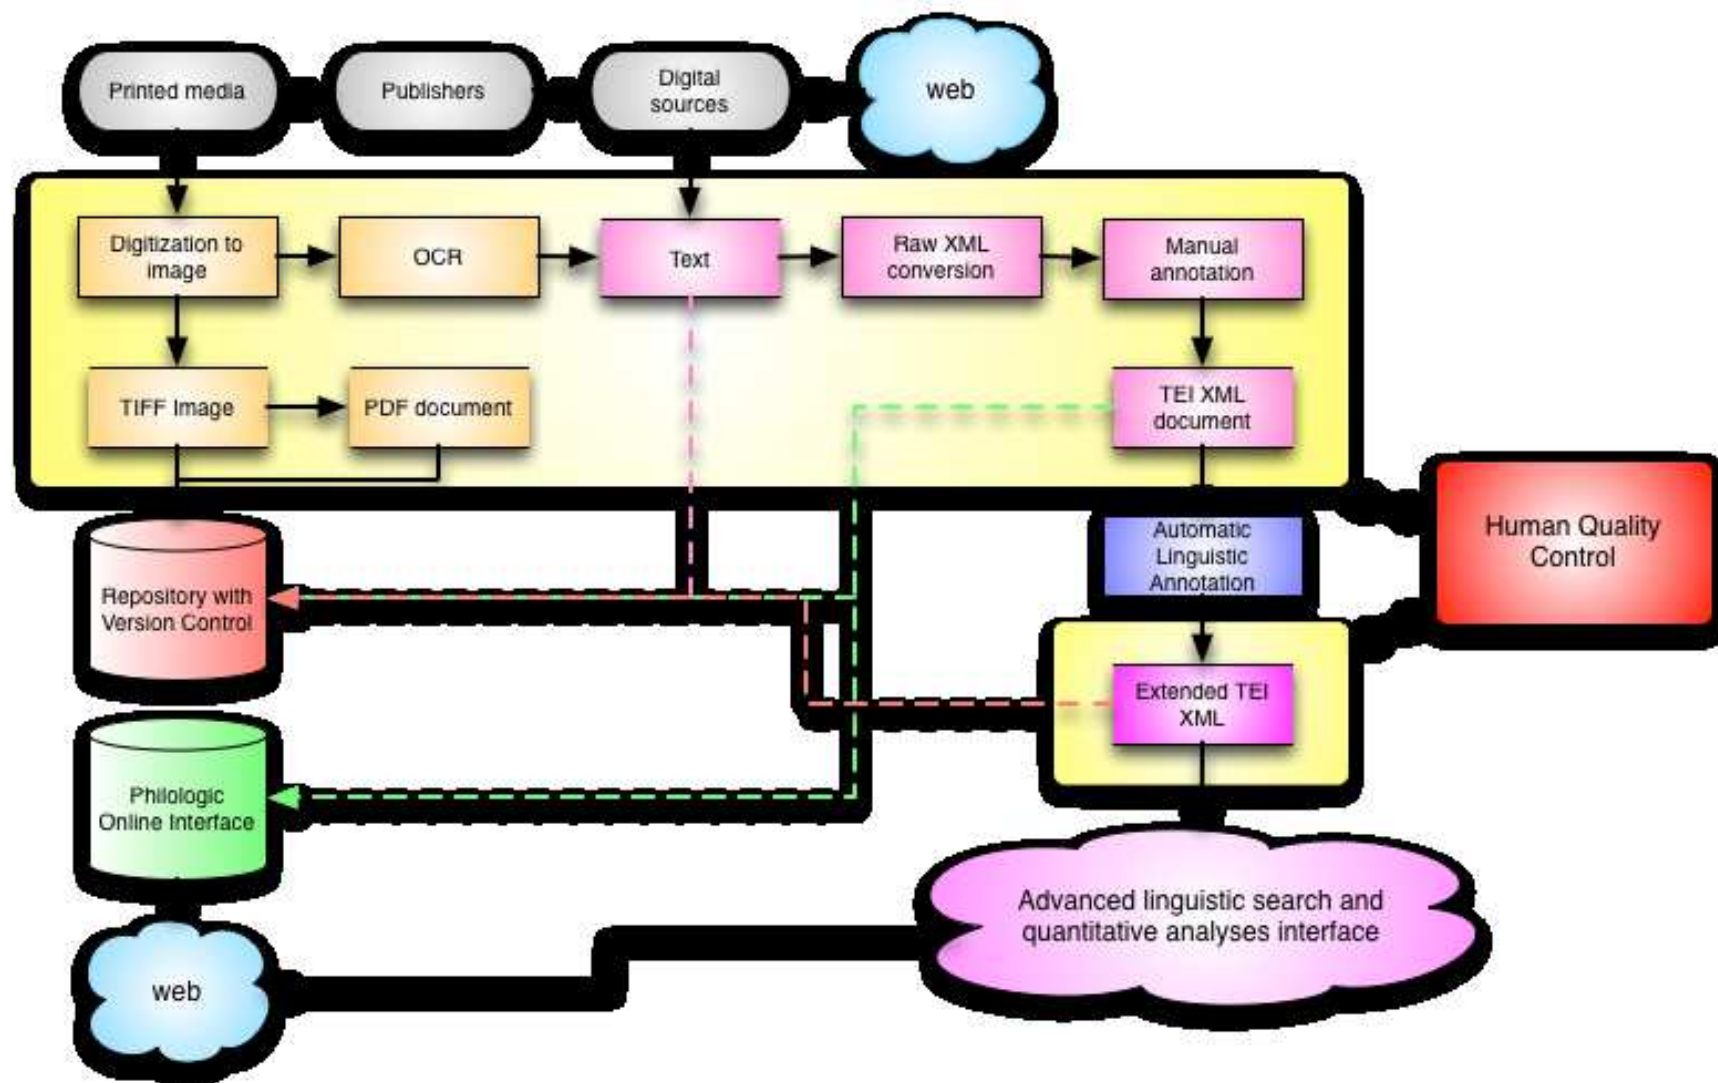 Printed media
Publishers
Digital
sources
web
Digitization to
image
OCR
Text
Raw XML
conversion
Manual
annotation
TIFF Image
PDF document
TEI XML
document
Automatic
Linguistic
Annotation
Human Quality
Control
Repository with
Version Control
Extended TEI
XML
Philologic
Online Interface
Advanced linguistic search and
quantitative analyses interface
web